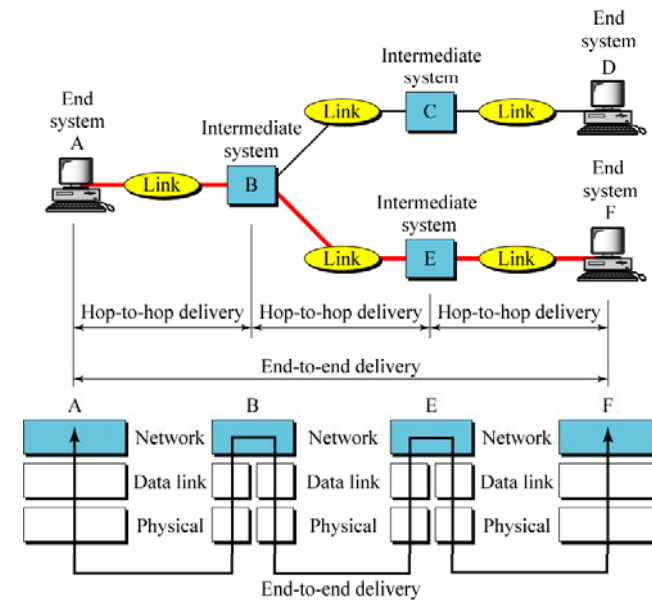 End
system
D
Intermediate
system
Link
C
Link
End
system
A
Intermediate
system
Link
B
End
system
F
Intermediate
system
Link
E
Link
Hop-to-hop delivery
Hop-to-hop delivery
Hop-to-hop delivery
End-to-end delivery
A
B
E
F
Network
Network
Network
Data link
Data link
Data link
Physical
Physical
Physical
End-to-end delivery